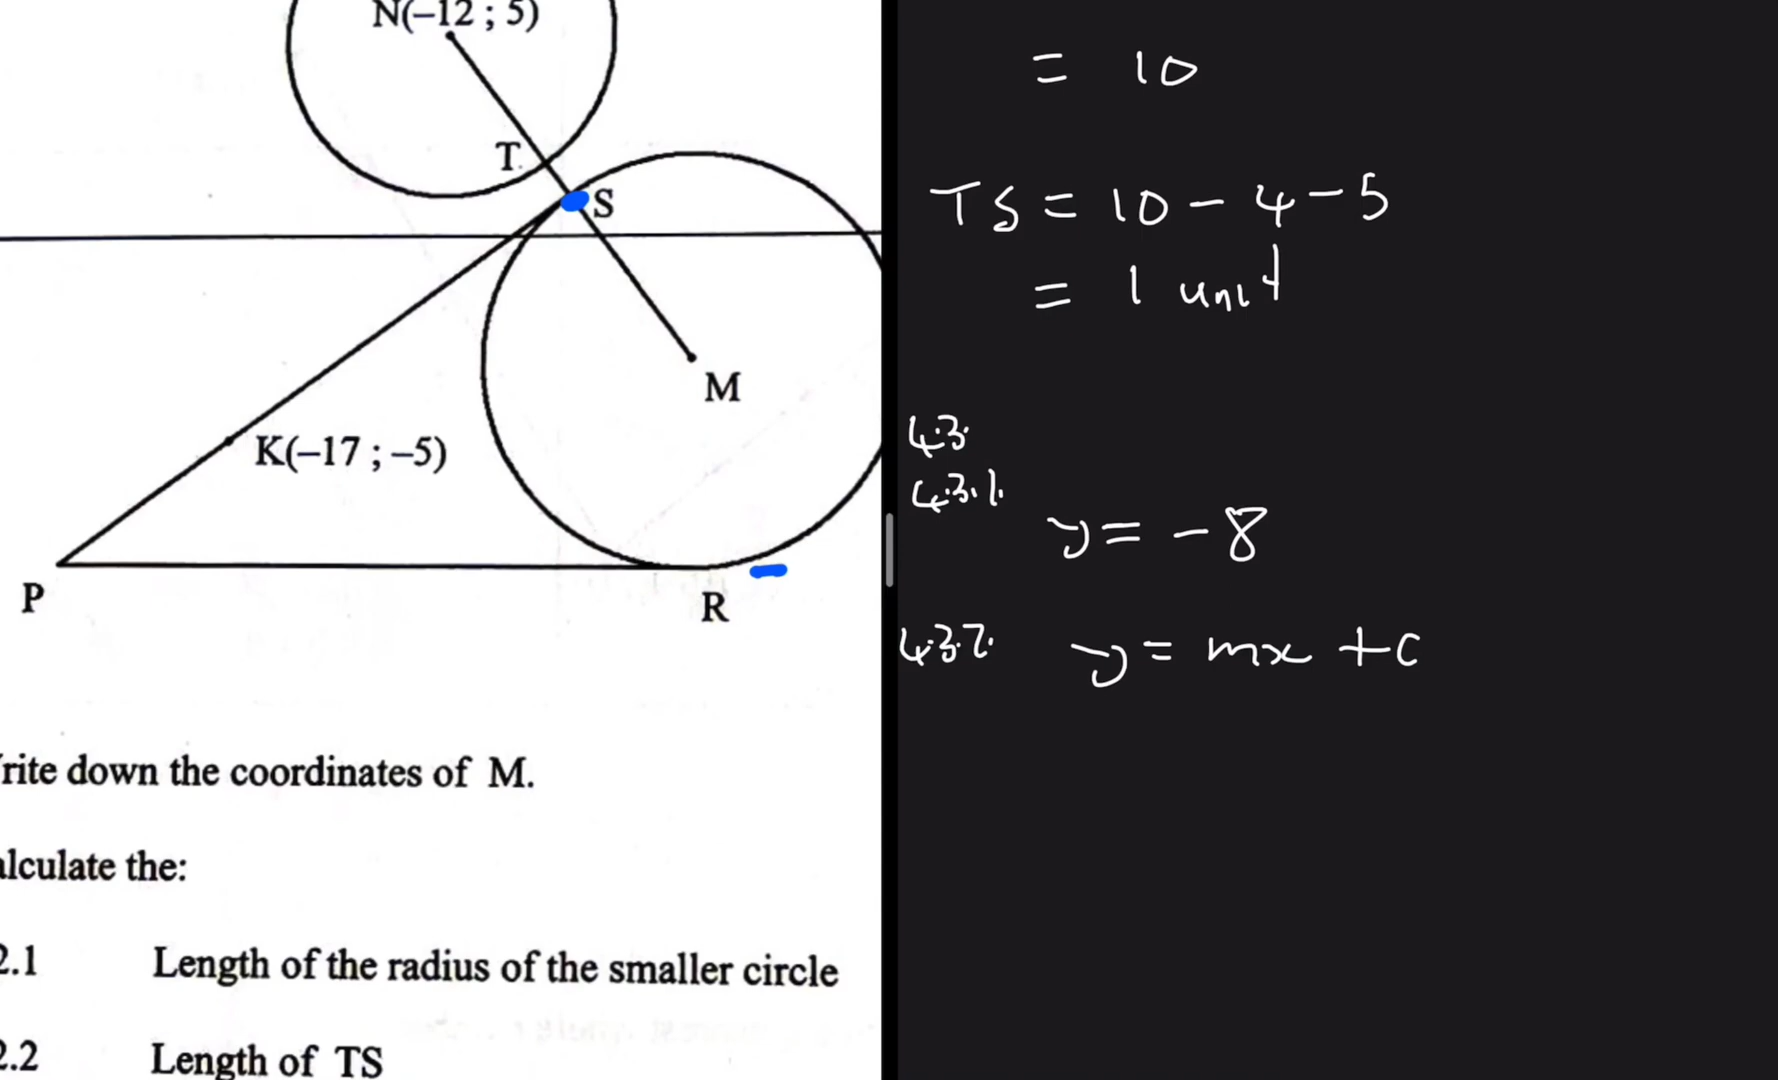 N(–12 ; 5)
T
S
M
K(–17 ; –5)
P
R
rite down the coordinates of M.
alculate the:
2.1 Length of the radius of the smaller circle
2.2 Length of TS
= 10
TS = 10 – 4 – 5
= 1 unit
4.3.
4.3.1.
y = – 8
4.3.2. y = mx + c